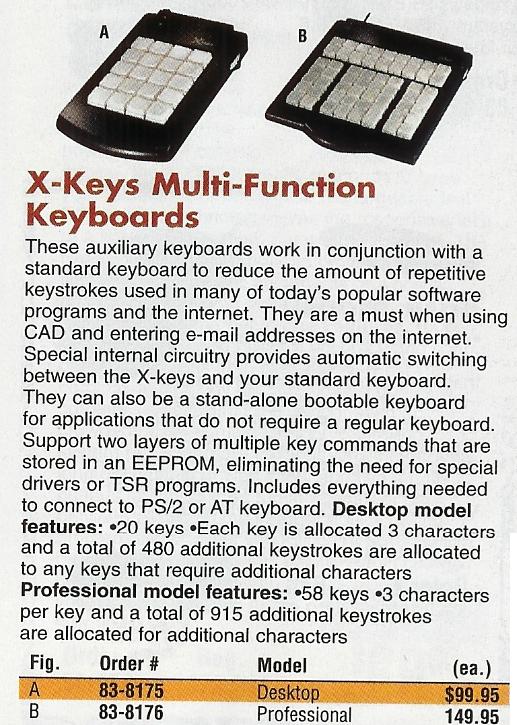 A B
X-Keys Multi-Function
Keyboards
These auxiliary keyboards work in conjunction with a
standard keyboard to reduce the amount of repetitive
keystrokes used in many of today's popular software
programs and the internet. They are a must when using
CAD and entering e-mail addresses on the internet.
Special internal circuitry provides automatic switching
between the X-keys and your standard keyboard.
They can also be a stand-alone bootable keyboard
for applications that do not require a regular keyboard.
Support two layers of multiple key commands that are
stored in an EEPROM, eliminating the need for special
drivers or TSR programs. Includes everything needed
to connect to PS/2 or AT keyboard. Desktop model
features: •20 keys •Each key is allocated 3 characters
and a total of 480 additional keystrokes are allocated
to any keys that require additional characters
Professional model features: •58 keys •3 characters
per key and a total of 915 additional keystrokes
are allocated for additional characters
Fig. Order # Model (ea.)
A 83-8175 Desktop $99.95
B 83-8176 Professional 149.95